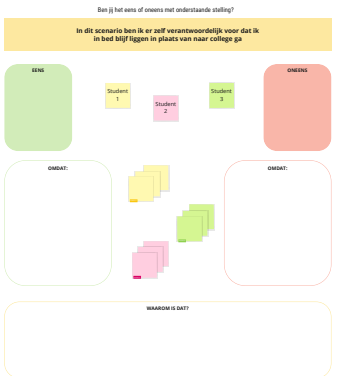 Ben jij het eens of oneens met onderstaande stelling?
In dit scenario ben ik er zelf verantwoordelijk voor dat ik
in bed blijf liggen in plaats van naar college ga
EENS
ONEENS
Student
1
Student
2
Student
3
OMDAT:
OMDAT:
WAAROM IS DAT?